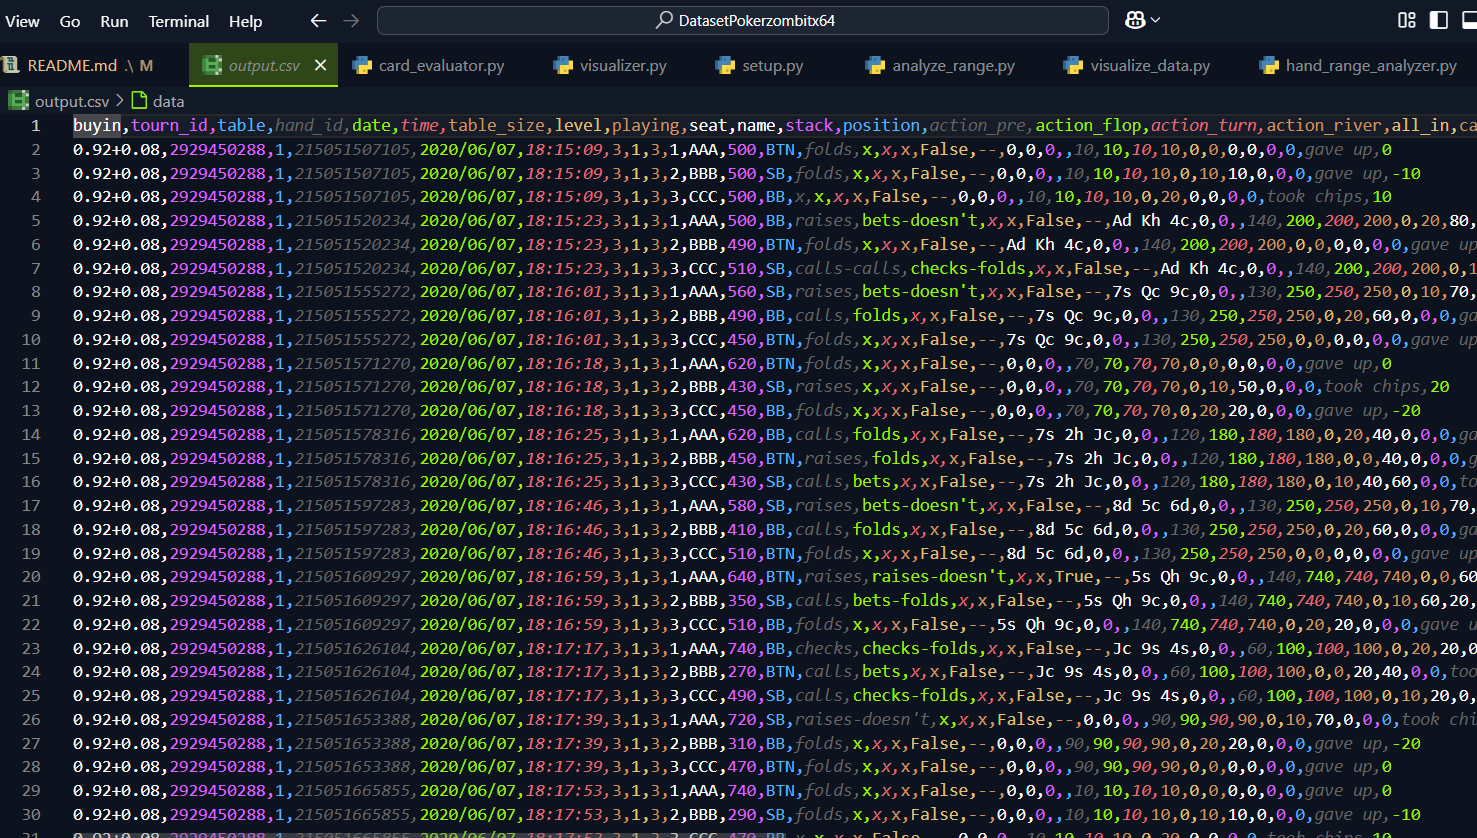 View Go Run Terminal Help ← → DatasetPokerzombitx64
README.md .\ M output.csv × card_evaluator.py visualizer.py setup.py analyze_range.py visualize_data.py hand_range_analyzer.py
output.csv > data
1 buyin,tourn_id,table,hand_id,date,time,table_size,level,playing,seat,name,stack,position,action_pre,action_flop,action_turn,action_river,all_in,ca
2 0.92+0.08,2929450288,1,215051507105,2020/06/07,18:15:09,3,1,3,1,AAA,500,BTN,folds,x,x,x,False,--,0,0,0,,10,10,10,10,0,0,0,0,0,0,gave up,0
3 0.92+0.08,2929450288,1,215051507105,2020/06/07,18:15:09,3,1,3,2,BBB,500,SB,folds,x,x,x,False,--,0,0,0,,10,10,10,10,0,10,10,0,0,0,gave up,-10
4 0.92+0.08,2929450288,1,215051507105,2020/06/07,18:15:09,3,1,3,3,CCC,500,BB,x,x,x,x,False,--,0,0,0,,10,10,10,10,0,20,0,0,0,0,took chips,10
5 0.92+0.08,2929450288,1,215051520234,2020/06/07,18:15:23,3,1,3,1,AAA,500,BB,raises,bets-doesn't,x,x,False,--,Ad Kh 4c,0,0,,140,200,200,200,0,20,80,
6 0.92+0.08,2929450288,1,215051520234,2020/06/07,18:15:23,3,1,3,2,BBB,490,BTN,folds,x,x,x,False,--,Ad Kh 4c,0,0,,140,200,200,200,0,0,0,0,0,0,gave up
7 0.92+0.08,2929450288,1,215051520234,2020/06/07,18:15:23,3,1,3,3,CCC,510,SB,calls-calls,checks-folds,x,x,False,--,Ad Kh 4c,0,0,,140,200,200,200,0,1
8 0.92+0.08,2929450288,1,215051555272,2020/06/07,18:16:01,3,1,3,1,AAA,560,SB,raises,bets-doesn't,x,x,False,--,7s Qc 9c,0,0,,130,250,250,250,0,10,70,
9 0.92+0.08,2929450288,1,215051555272,2020/06/07,18:16:01,3,1,3,2,BBB,490,BB,calls,folds,x,x,False,--,7s Qc 9c,0,0,,130,250,250,250,0,20,60,0,0,0,ga
10 0.92+0.08,2929450288,1,215051555272,2020/06/07,18:16:01,3,1,3,3,CCC,450,BTN,folds,x,x,x,False,--,7s Qc 9c,0,0,,130,250,250,250,0,0,0,0,0,0,gave up
11 0.92+0.08,2929450288,1,215051571270,2020/06/07,18:16:18,3,1,3,1,AAA,620,BTN,folds,x,x,x,False,--,0,0,0,,70,70,70,70,0,0,0,0,0,0,gave up,0
12 0.92+0.08,2929450288,1,215051571270,2020/06/07,18:16:18,3,1,3,2,BBB,430,SB,raises,x,x,x,False,--,0,0,0,,70,70,70,70,0,10,50,0,0,0,took chips,20
13 0.92+0.08,2929450288,1,215051571270,2020/06/07,18:16:18,3,1,3,3,CCC,450,BB,folds,x,x,x,False,--,0,0,0,,70,70,70,70,0,20,20,0,0,0,gave up,-20
14 0.92+0.08,2929450288,1,215051578316,2020/06/07,18:16:25,3,1,3,1,AAA,620,BB,calls,folds,x,x,False,--,7s 2h Jc,0,0,,120,180,180,180,0,20,40,0,0,0,ga
15 0.92+0.08,2929450288,1,215051578316,2020/06/07,18:16:25,3,1,3,2,BBB,450,BTN,raises,folds,x,x,False,--,7s 2h Jc,0,0,,120,180,180,180,0,0,40,0,0,0,g
16 0.92+0.08,2929450288,1,215051578316,2020/06/07,18:16:25,3,1,3,3,CCC,430,SB,calls,bets,x,x,False,--,7s 2h Jc,0,0,,120,180,180,180,0,10,40,60,0,0,to
17 0.92+0.08,2929450288,1,215051597283,2020/06/07,18:16:46,3,1,3,1,AAA,580,SB,raises,bets-doesn't,x,x,False,--,8d 5c 6d,0,0,,130,250,250,250,0,10,70,
18 0.92+0.08,2929450288,1,215051597283,2020/06/07,18:16:46,3,1,3,2,BBB,410,BB,calls,folds,x,x,False,--,8d 5c 6d,0,0,,130,250,250,250,0,20,60,0,0,0,ga
19 0.92+0.08,2929450288,1,215051597283,2020/06/07,18:16:46,3,1,3,3,CCC,510,BTN,folds,x,x,x,False,--,8d 5c 6d,0,0,,130,250,250,250,0,0,0,0,0,0,gave up
20 0.92+0.08,2929450288,1,215051609297,2020/06/07,18:16:59,3,1,3,1,AAA,640,BTN,raises,raises-doesn't,x,x,True,--,5s Qh 9c,0,0,,140,740,740,740,0,0,60
21 0.92+0.08,2929450288,1,215051609297,2020/06/07,18:16:59,3,1,3,2,BBB,350,SB,calls,bets-folds,x,x,False,--,5s Qh 9c,0,0,,140,740,740,740,0,10,60,20,
22 0.92+0.08,2929450288,1,215051609297,2020/06/07,18:16:59,3,1,3,3,CCC,510,BB,folds,x,x,x,False,--,5s Qh 9c,0,0,,140,740,740,740,0,20,20,0,0,0,gave u
23 0.92+0.08,2929450288,1,215051626104,2020/06/07,18:17:17,3,1,3,1,AAA,740,BB,checks,checks-folds,x,x,False,--,Jc 9s 4s,0,0,,60,100,100,100,0,20,20,0
24 0.92+0.08,2929450288,1,215051626104,2020/06/07,18:17:17,3,1,3,2,BBB,270,BTN,calls,bets,x,x,False,--,Jc 9s 4s,0,0,,60,100,100,100,0,0,20,40,0,0,too
25 0.92+0.08,2929450288,1,215051626104,2020/06/07,18:17:17,3,1,3,3,CCC,490,SB,calls,checks-folds,x,x,False,--,Jc 9s 4s,0,0,,60,100,100,100,0,10,20,0,
26 0.92+0.08,2929450288,1,215051653388,2020/06/07,18:17:39,3,1,3,1,AAA,720,SB,raises-doesn't,x,x,x,False,--,0,0,0,,90,90,90,90,0,10,70,0,0,0,took chi
27 0.92+0.08,2929450288,1,215051653388,2020/06/07,18:17:39,3,1,3,2,BBB,310,BB,folds,x,x,x,False,--,0,0,0,,90,90,90,90,0,20,20,0,0,0,gave up,-20
28 0.92+0.08,2929450288,1,215051653388,2020/06/07,18:17:39,3,1,3,3,CCC,470,BTN,folds,x,x,x,False,--,0,0,0,,90,90,90,90,0,0,0,0,0,0,gave up,0
29 0.92+0.08,2929450288,1,215051665855,2020/06/07,18:17:53,3,1,3,1,AAA,740,BTN,folds,x,x,x,False,--,0,0,0,,10,10,10,10,0,0,0,0,0,0,gave up,0
30 0.92+0.08,2929450288,1,215051665855,2020/06/07,18:17:53,3,1,3,2,BBB,290,SB,folds,x,x,x,False,--,0,0,0,,10,10,10,10,0,10,10,0,0,0,gave up,-10